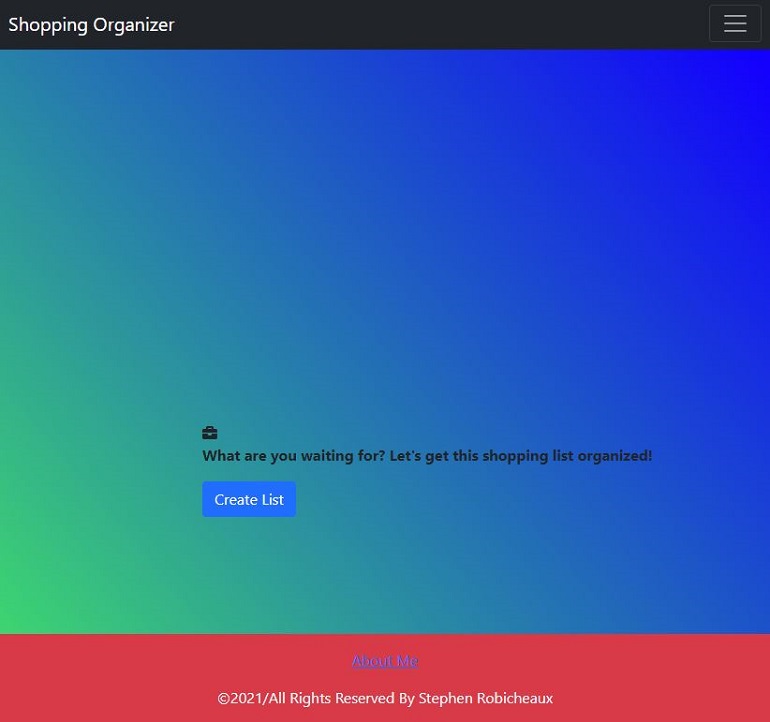 Shopping Organizer
What are you waiting for? Let's get this shopping list organized!
Create List
About Me
©2021/All Rights Reserved By Stephen Robicheaux